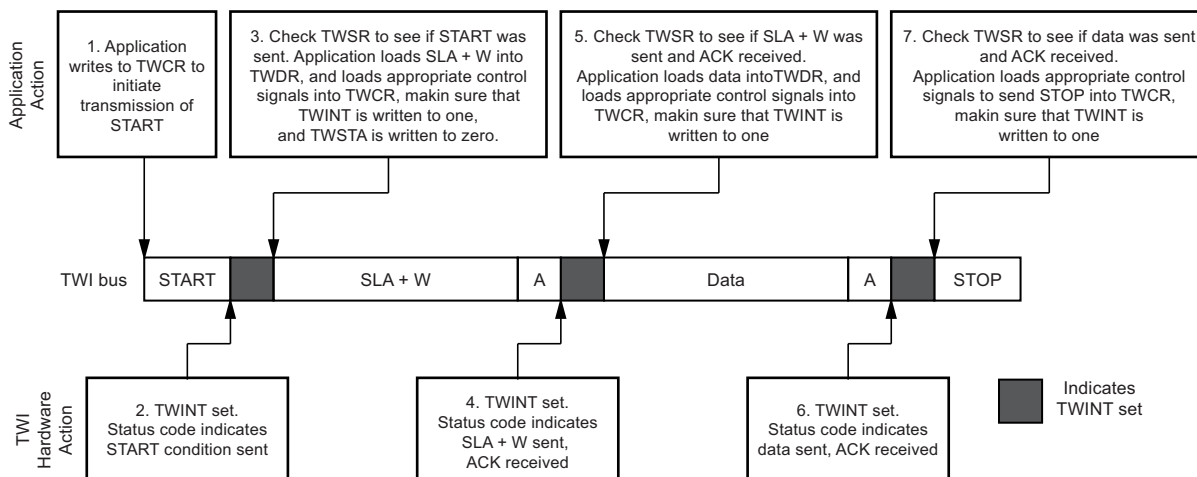 Application
Action
1. Application
writes to TWCR to
initiate
transmission of
START
3. Check TWSR to see if START was
sent. Application loads SLA + W into
TWDR, and loads appropriate control
signals into TWCR, makin sure that
TWINT is written to one,
and TWSTA is written to zero.
5. Check TWSR to see if SLA + W was
sent and ACK received.
Application loads data intoTWDR, and
loads appropriate control signals into
TWCR, makin sure that TWINT is
written to one
7. Check TWSR to see if data was sent
and ACK received.
Application loads appropriate control
signals to send STOP into TWCR,
makin sure that TWINT is
written to one
TWI bus
START
SLA + W
A
Data
A
STOP
TWI
Hardware
Action
2. TWINT set.
Status code indicates
START condition sent
4. TWINT set.
Status code indicates
SLA + W sent,
ACK received
6. TWINT set.
Status code indicates
data sent, ACK received
Indicates
TWINT set